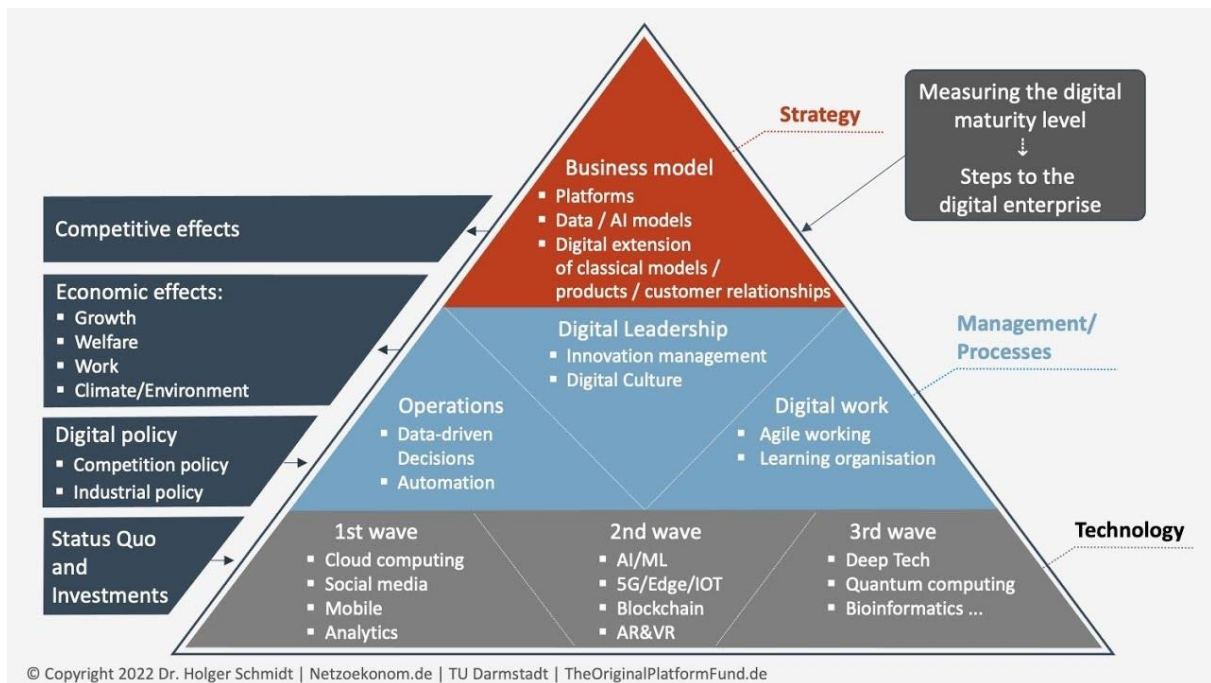 Strategy
Measuring the digital
maturity level
⇣
Steps to the
digital enterprise
Business model
▪ Platforms
▪ Data / AI models
▪ Digital extension
of classical models /
products / customer relationships
Competitive effects
Economic effects:
▪ Growth
▪ Welfare
▪ Work
▪ Climate/Environment
Digital Leadership
▪ Innovation management
▪ Digital Culture
Management/
Processes
Operations
▪ Data-driven
Decisions
▪ Automation
Digital work
▪ Agile working
▪ Learning organisation
Digital policy
▪ Competition policy
▪ Industrial policy
Status Quo
and
Investments
1st wave
▪ Cloud computing
▪ Social media
▪ Mobile
▪ Analytics
2nd wave
▪ AI/ML
▪ 5G/Edge/IOT
▪ Blockchain
▪ AR&VR
3rd wave
▪ Deep Tech
▪ Quantum computing
▪ Bioinformatics ...
Technology
© Copyright 2022 Dr. Holger Schmidt | Netzoekonom.de | TU Darmstadt | TheOriginalPlatformFund.de